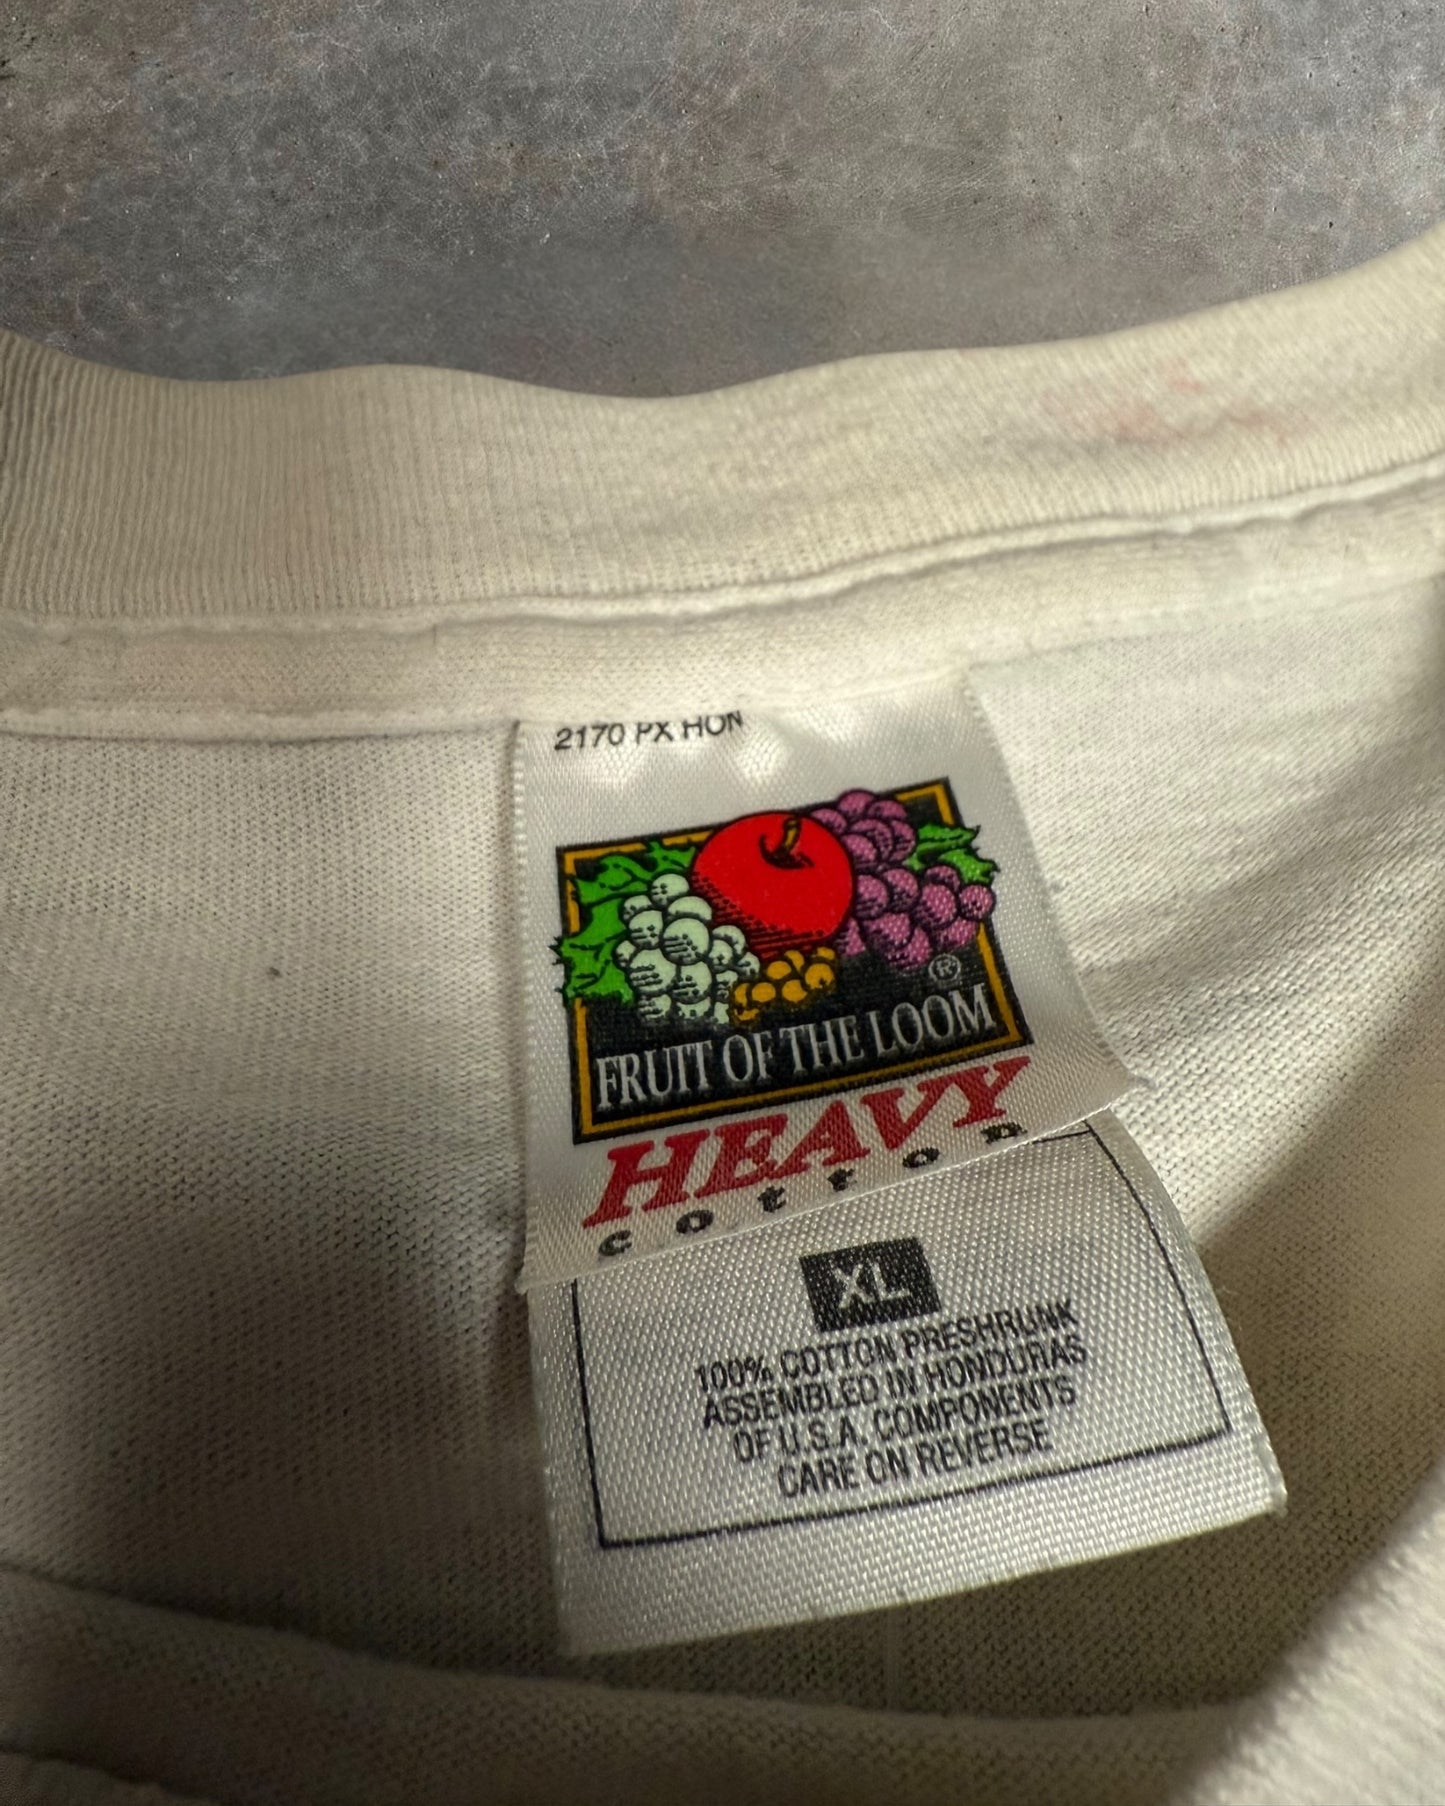 2170 PX HON
®
FRUIT OF THE LOOM
HEAVY
cotton
XL
100% COTTON PRESHRUNK
ASSEMBLED IN HONDURAS
OF U.S.A. COMPONENTS
CARE ON REVERSE